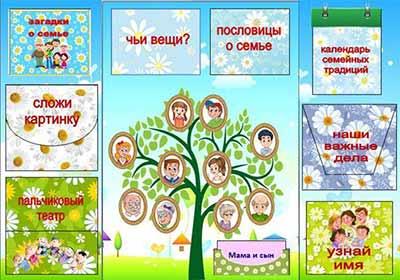 загадки
о семье
сложи
картинку
пальчиковый
театр
чьи вещи?
пословицы
о семье
Мама и сын
календарь
семейных
традиций
наши
важные
дела
узнай
имя